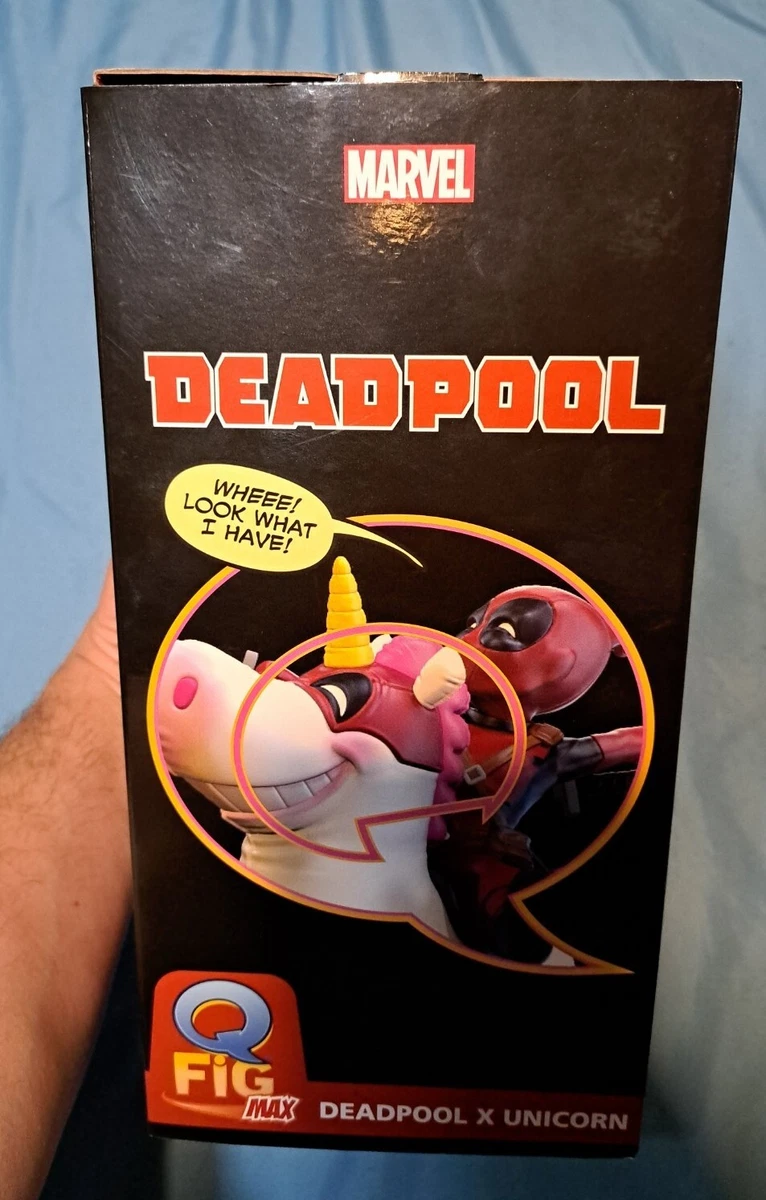 MARVEL
DEADPOOL
WHEEE!
LOOK WHAT
I HAVE!
Q
FiG
MAX
DEADPOOL X UNICORN